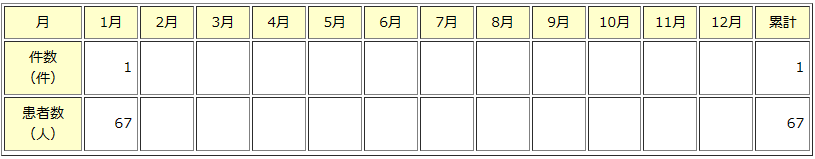 月 1月 2月 3月 4月 5月 6月 7月 8月 9月 10月 11月 12月 累計
件数
（件） 1 1
患者数
（人） 67 67